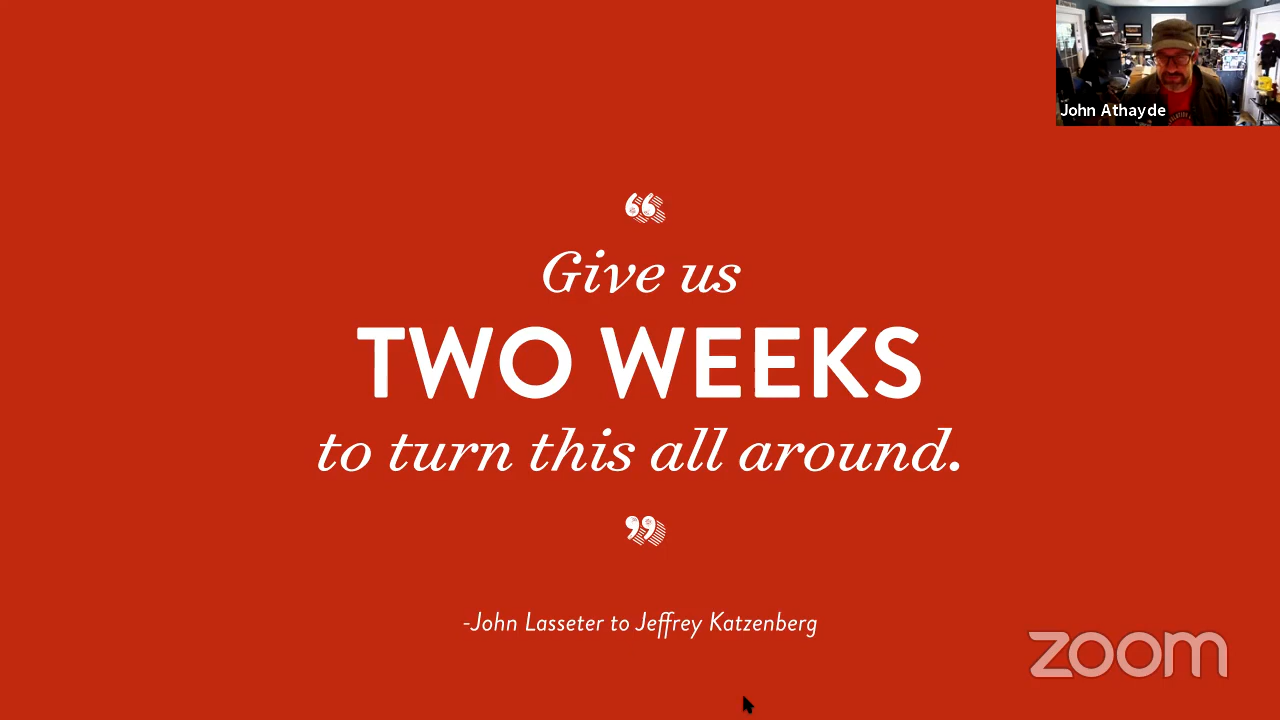 John Athayde
“
Give us
TWO WEEKS
to turn this all around.
”
-John Lasseter to Jeffrey Katzenberg
zoom